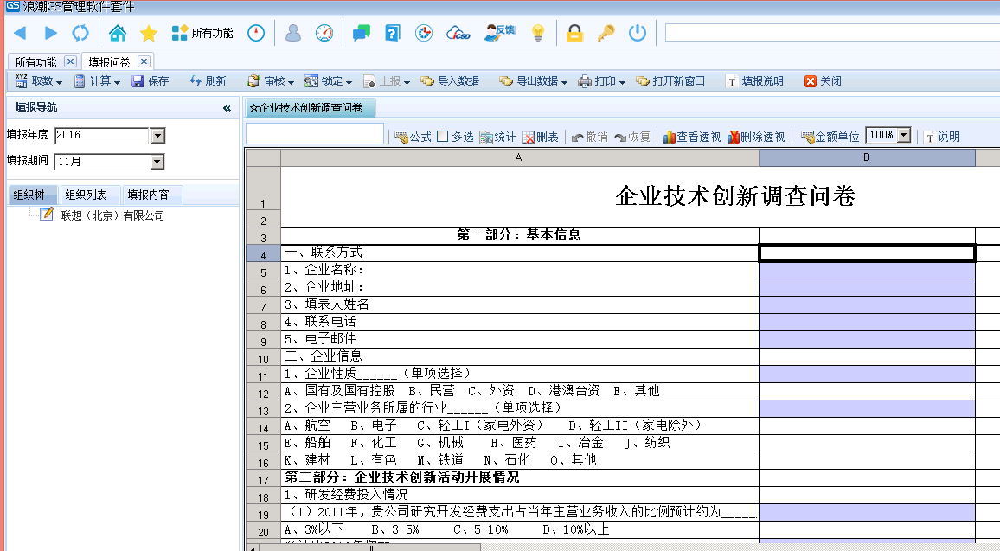 GS 浪潮GS管理软件套件
所有功能 ICSD 反馈
所有功能 填报问卷
XYZ 取数 计算 保存 刷新 审核 锁定 上报 导入数据 导出数据 打印 打开新窗口 T 填报说明 关闭
填报导航 «
填报年度 2016
填报期间 11月
组织树 组织列表 填报内容
联想（北京）有限公司
☆企业技术创新调查问卷
公式 多选 统计 删表 撤销 恢复 查看透视 删除透视 金额单位 100% T 说明
A B
1 企业技术创新调查问卷
2
3 第一部分：基本信息
4 一、联系方式
5 1、企业名称：
6 2、企业地址：
7 3、填表人姓名
8 4、联系电话
9 5、电子邮件
10 二、企业信息
11 1、企业性质______（单项选择）
12 A、国有及国有控股 B、民营 C、外资 D、港澳台资 E、其他
13 2、企业主营业务所属的行业______（单项选择）
14 A、航空 B、电子 C、轻工I（家电外资） D、轻工II（家电除外）
15 E、船舶 F、化工 G、机械 H、医药 I、冶金 J、纺织
16 K、建材 L、有色 M、铁道 N、石化 O、其他
17 第二部分：企业技术创新活动开展情况
18 1、研发经费投入情况
19 （1）2011年，贵公司研究开发经费支出占当年主营业务收入的比例预计约为______
20 A、3%以下 B、3-5% C、5-10% D、10%以上